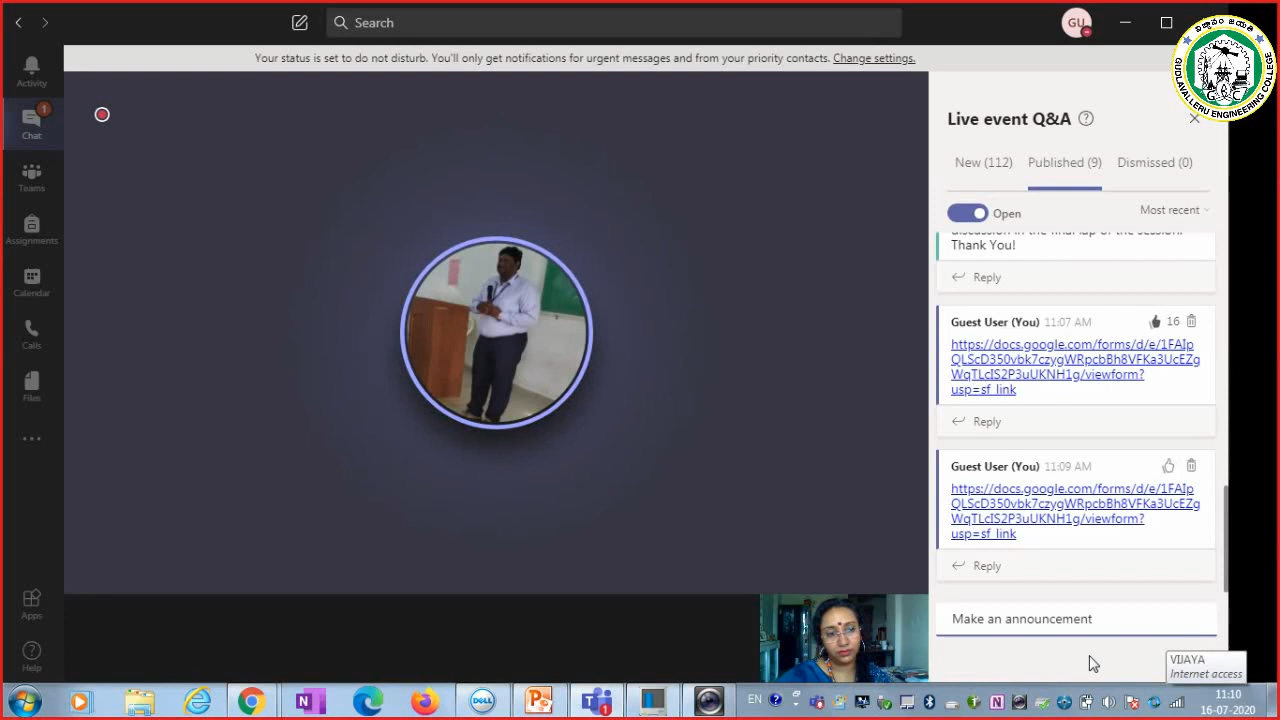 Search
GU
Your status is set to do not disturb. You'll only get notifications for urgent messages and from your priority contacts. Change settings.
GUDLAVALLERU ENGINEERING COLLEGE
Activity
1
Chat
Teams
Assignments
Calendar
Calls
Files
Apps
Help
Live event Q&A
New (112) Published (9) Dismissed (0)
Open Most recent
Thank You!
Reply
Guest User (You) 11:07 AM 16
https://docs.google.com/forms/d/e/1FAIp
QLScD350vbk7czygWRpcbBh8VFKa3UcEZg
WqTLcIS2P3uUKNH1g/viewform?
usp=sf_link
Reply
Guest User (You) 11:09 AM
https://docs.google.com/forms/d/e/1FAIp
QLScD350vbk7czygWRpcbBh8VFKa3UcEZg
WqTLcIS2P3uUKNH1g/viewform?
usp=sf_link
Reply
Make an announcement
VIJAYA
Internet access
DELL
EN
11:10
16-07-2020